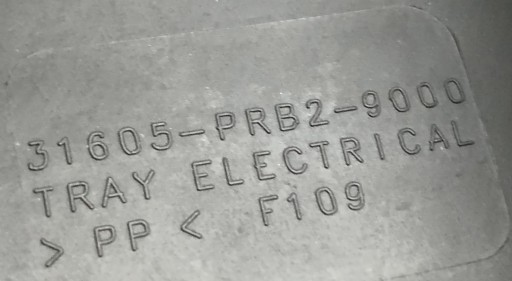 31605-PRB2-9000
TRAY ELECTRICAL
> PP < F109